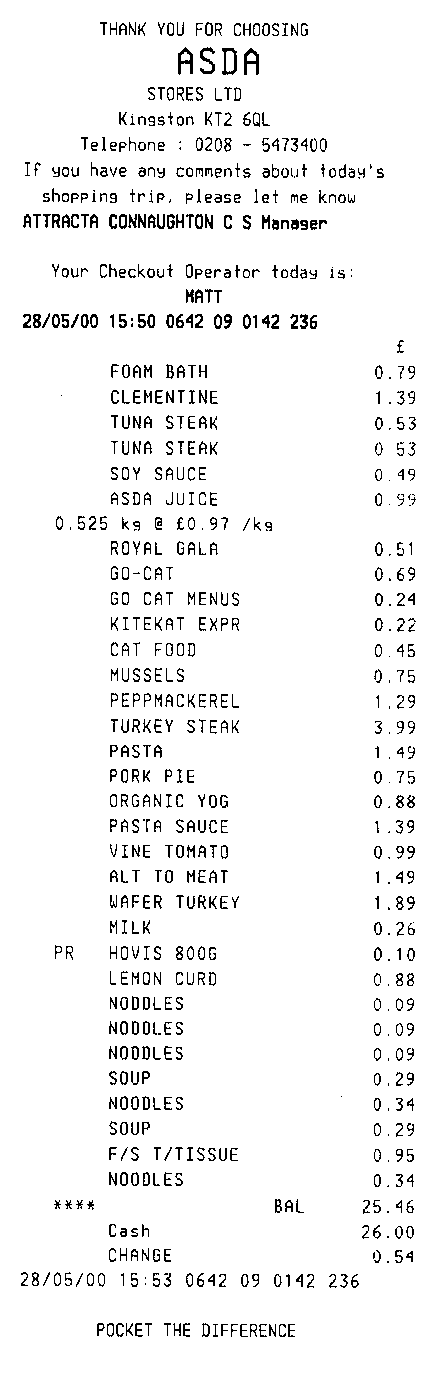 THANK YOU FOR CHOOSING
ASDA
STORES LTD
Kingston KT2 6QL
Telephone : 0208 - 5473400
If you have any comments about today's
shopping trip, please let me know
ATTRACTA CONNAUGHTON C S Manager
Your Checkout Operator today is:
MATT
28/05/00 15:50 0642 09 0142 236
£
FOAM BATH 0.79
CLEMENTINE 1.39
TUNA STEAK 0.53
TUNA STEAK 0 53
SOY SAUCE 0.49
ASDA JUICE 0.99
0.525 kg @ £0.97 /kg
ROYAL GALA 0.51
GO-CAT 0.69
GO CAT MENUS 0.24
KITEKAT EXPR 0.22
CAT FOOD 0.45
MUSSELS 0.75
PEPPMACKEREL 1.29
TURKEY STEAK 3.99
PASTA 1.49
PORK PIE 0.75
ORGANIC YOG 0.88
PASTA SAUCE 1.39
VINE TOMATO 0.99
ALT TO MEAT 1.49
WAFER TURKEY 1.89
MILK 0.26
PR HOVIS 800G 0.10
LEMON CURD 0.88
NOODLES 0.09
NOODLES 0.09
NOODLES 0.09
SOUP 0.29
NOODLES 0.34
SOUP 0.29
F/S T/TISSUE 0.95
NOODLES 0.34
**** BAL 25.46
Cash 26.00
CHANGE 0.54
28/05/00 15:53 0642 09 0142 236
POCKET THE DIFFERENCE